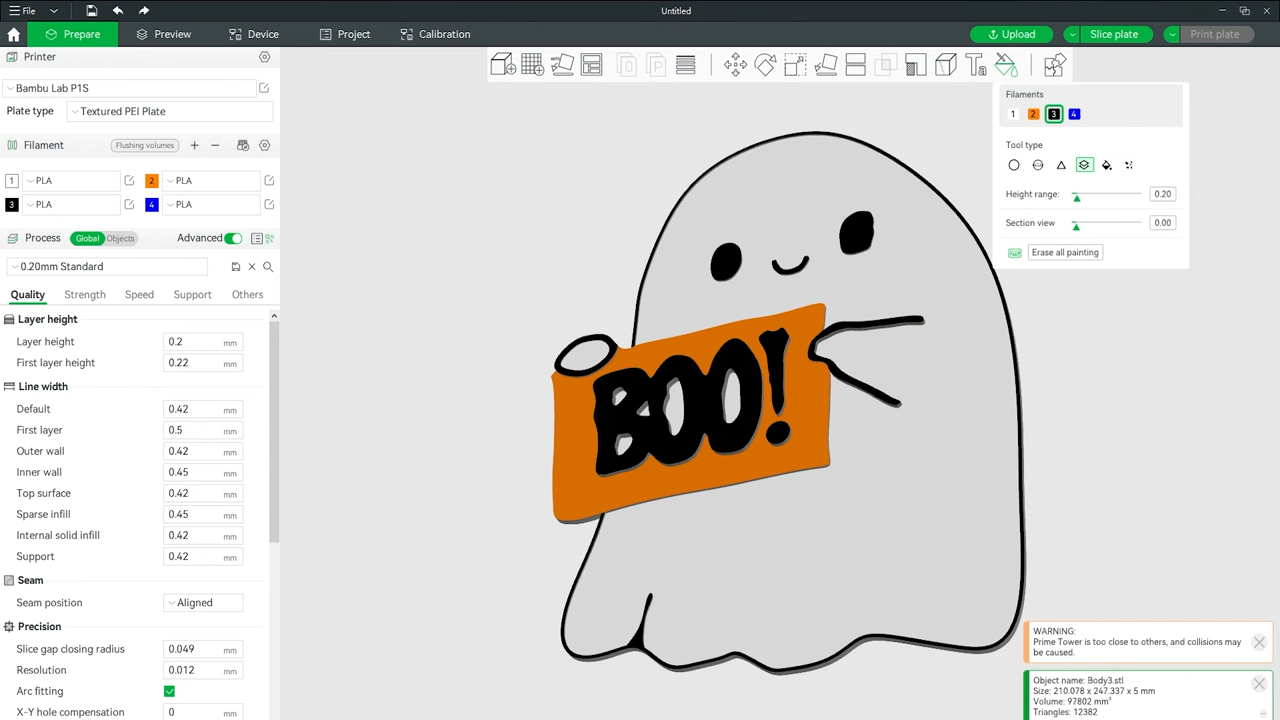 File
Untitled
Prepare
Preview
Device
Project
Calibration
Upload
Slice plate
Print plate
Printer
Bambu Lab P1S
Plate type
Textured PEI Plate
Filament
Flushing volumes
1
PLA
2
PLA
3
PLA
4
PLA
Process
Global
Objects
Advanced
0.20mm Standard
Quality
Strength
Speed
Support
Others
Layer height
Layer height 0.2 mm
First layer height 0.22 mm
Line width
Default 0.42 mm
First layer 0.5 mm
Outer wall 0.42 mm
Inner wall 0.45 mm
Top surface 0.42 mm
Sparse infill 0.45 mm
Internal solid infill 0.42 mm
Support 0.42 mm
Seam
Seam position Aligned
Precision
Slice gap closing radius 0.049 mm
Resolution 0.012 mm
Arc fitting
X-Y hole compensation 0 mm
BOO!
Filaments
1 2 3 4
Tool type
Height range: 0.20
Section view 0.00
Erase all painting
WARNING:
Prime Tower is too close to others, and collisions may
be caused.
Object name: Body3.stl
Size: 210.078 x 247.337 x 5 mm
Volume: 97802 mm³
Triangles: 12382